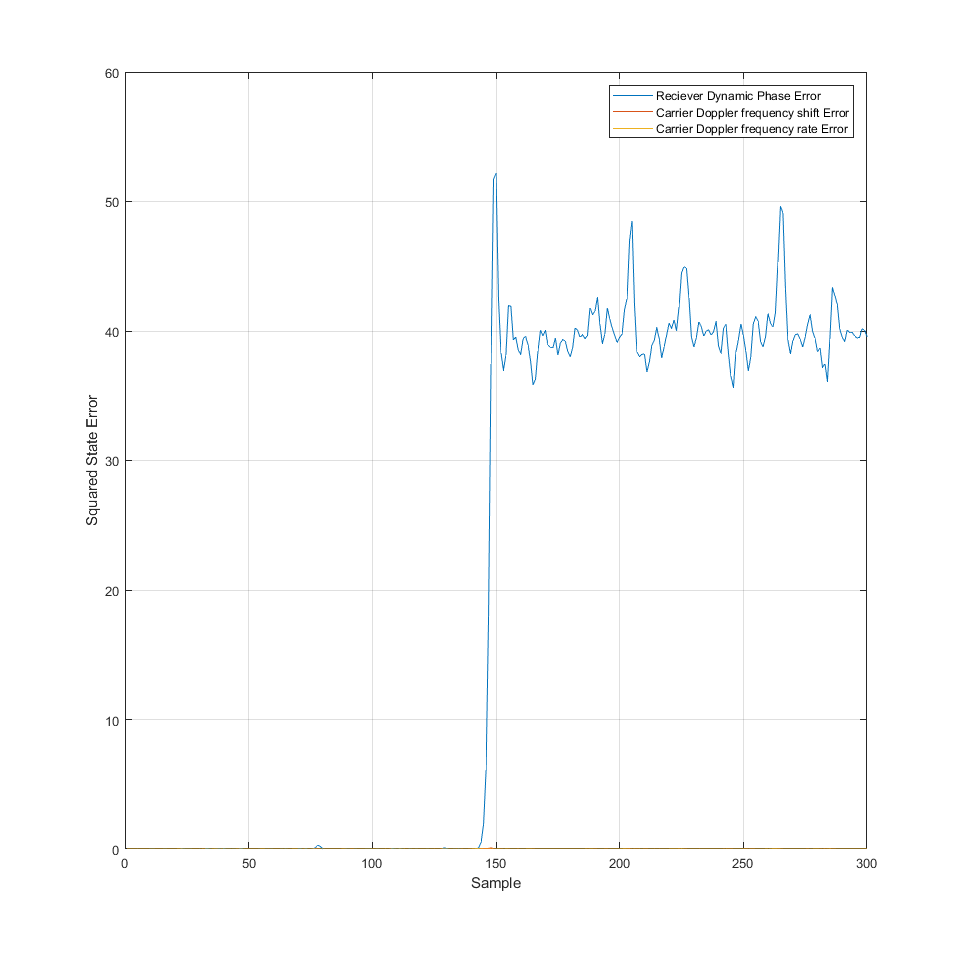 60
50
40
30
20
10
0
Squared State Error
Reciever Dynamic Phase Error
Carrier Doppler frequency shift Error
Carrier Doppler frequency rate Error
0 50 100 150 200 250 300
Sample